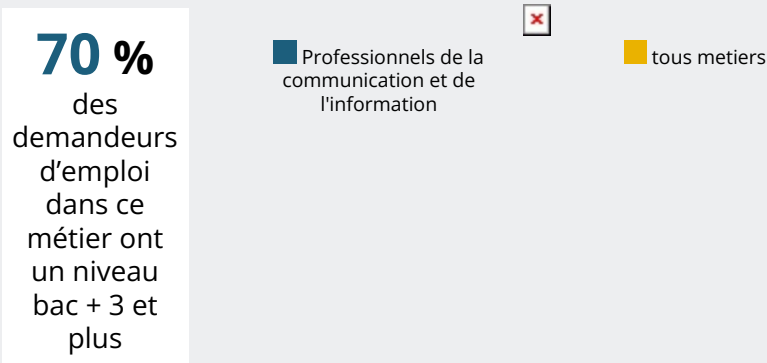 70 %
des
demandeurs
d’emploi
dans ce
métier ont
un niveau
bac + 3 et
plus
Professionnels de la
communication et de
l'information
tous metiers